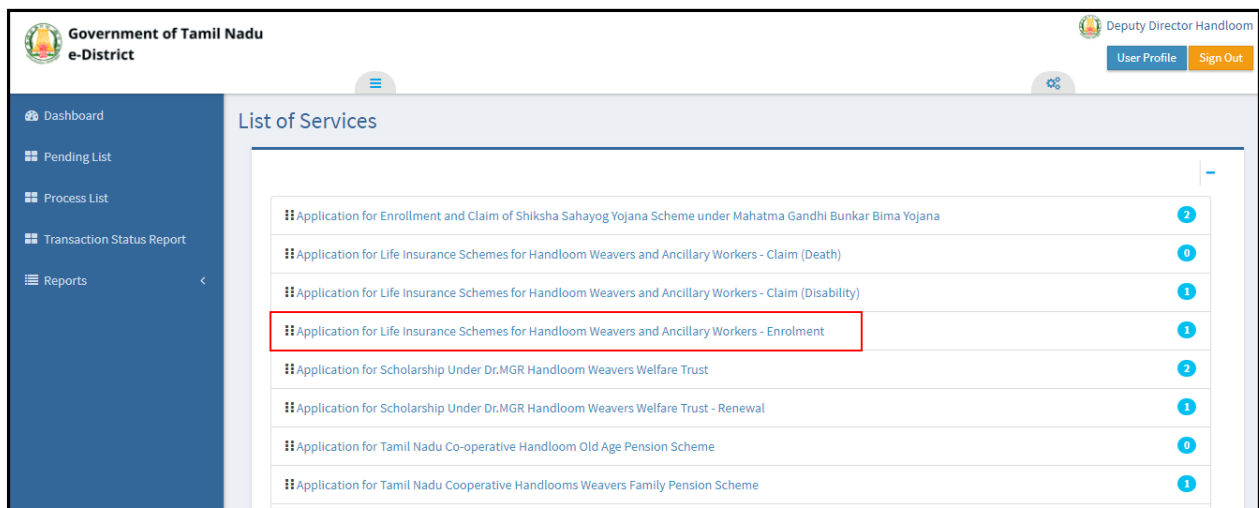 Government of Tamil Nadu
e-District
Deputy Director Handloom
User Profile
Sign Out
Dashboard
Pending List
Process List
Transaction Status Report
Reports
List of Services
Application for Enrollment and Claim of Shiksha Sahayog Yojana Scheme under Mahatma Gandhi Bunkar Bima Yojana 2
Application for Life Insurance Schemes for Handloom Weavers and Ancillary Workers - Claim (Death) 0
Application for Life Insurance Schemes for Handloom Weavers and Ancillary Workers - Claim (Disability) 1
Application for Life Insurance Schemes for Handloom Weavers and Ancillary Workers - Enrolment 1
Application for Scholarship Under Dr.MGR Handloom Weavers Welfare Trust 2
Application for Scholarship Under Dr.MGR Handloom Weavers Welfare Trust - Renewal 1
Application for Tamil Nadu Co-operative Handloom Old Age Pension Scheme 0
Application for Tamil Nadu Cooperative Handlooms Weavers Family Pension Scheme 1